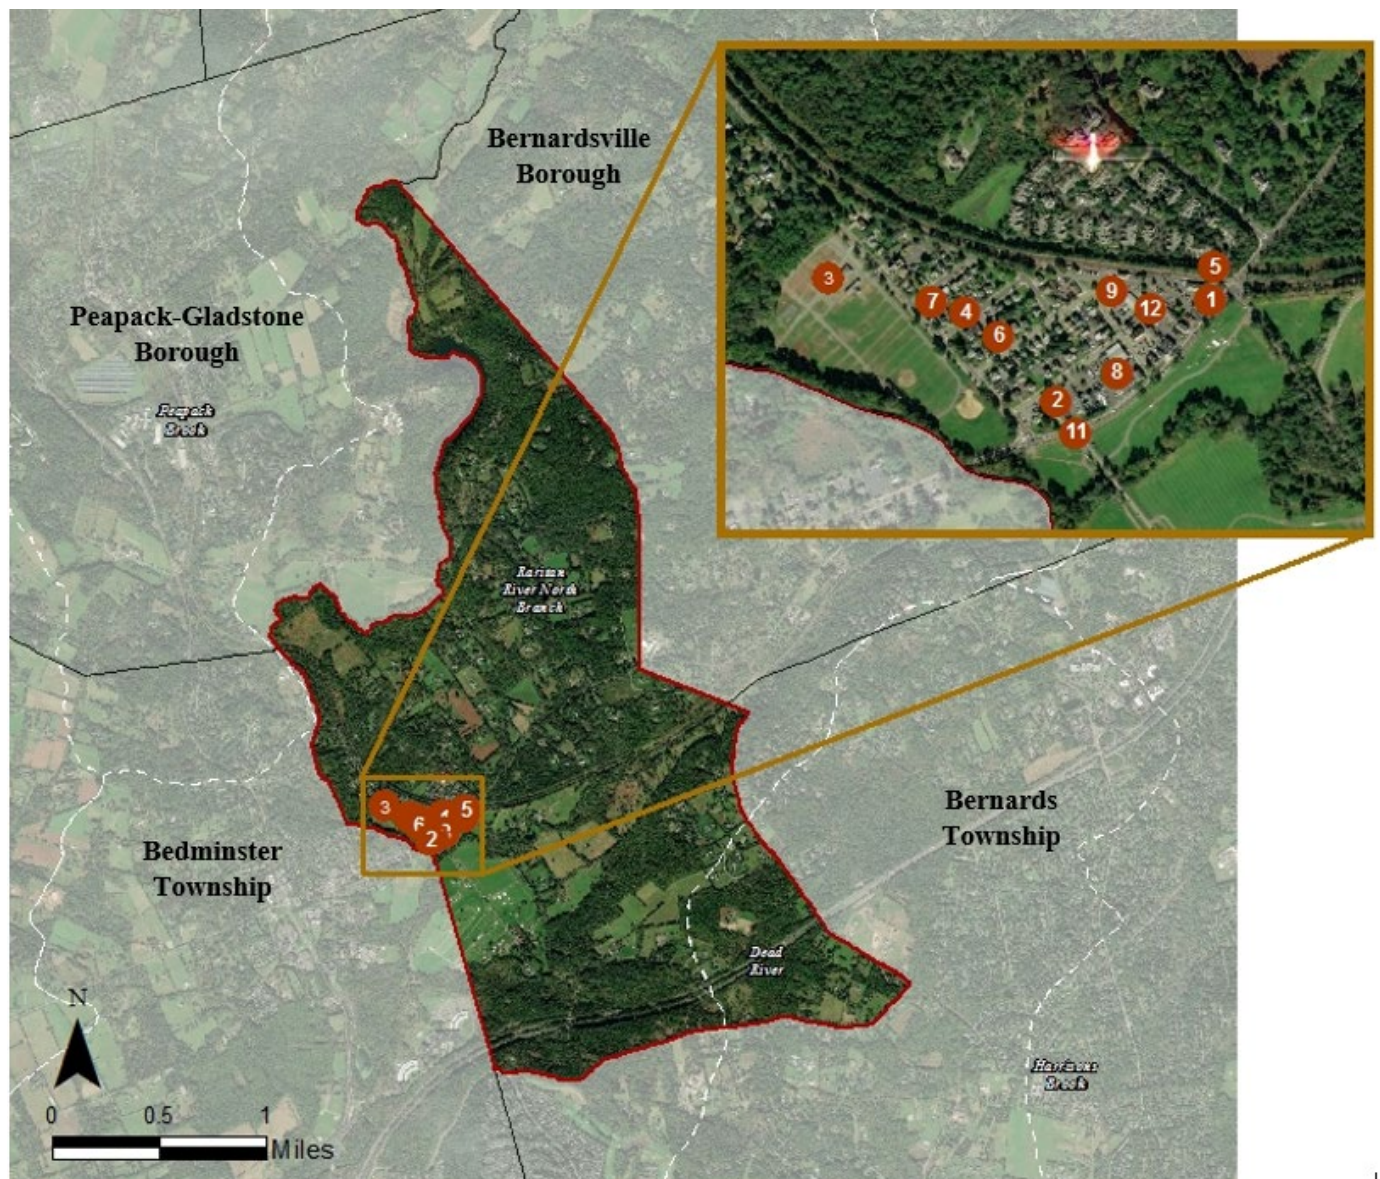 Bernardsville
Borough
Peapack-Gladstone
Borough
Peapack
Brook
Raritan
River North
Branch
Bedminster
Township
Bernards
Township
Dead
River
Harrisons
Brook
N
0 0.5 1
Miles
3
6
5
2
3
7
4
6
9
12
5
1
8
2
11